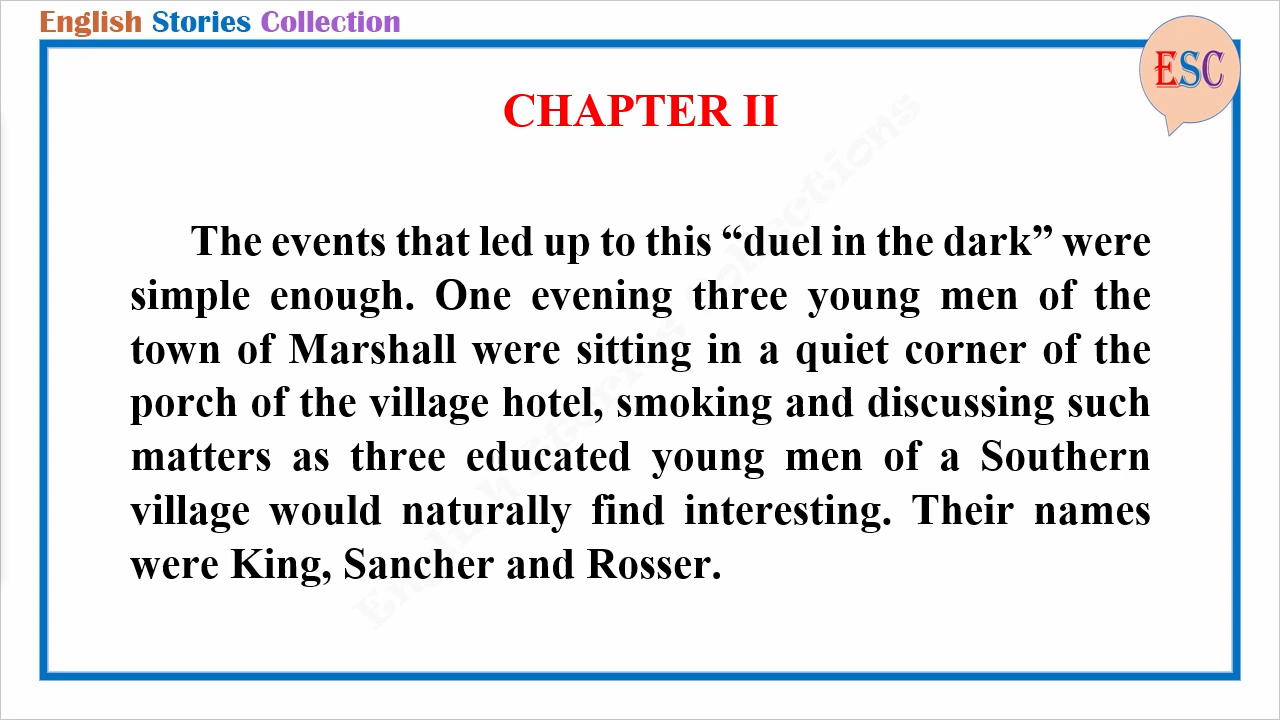 English Stories Collection
ESC
CHAPTER II
The events that led up to this “duel in the dark” were
simple enough. One evening three young men of the
town of Marshall were sitting in a quiet corner of the
porch of the village hotel, smoking and discussing such
matters as three educated young men of a Southern
village would naturally find interesting. Their names
were King, Sancher and Rosser.